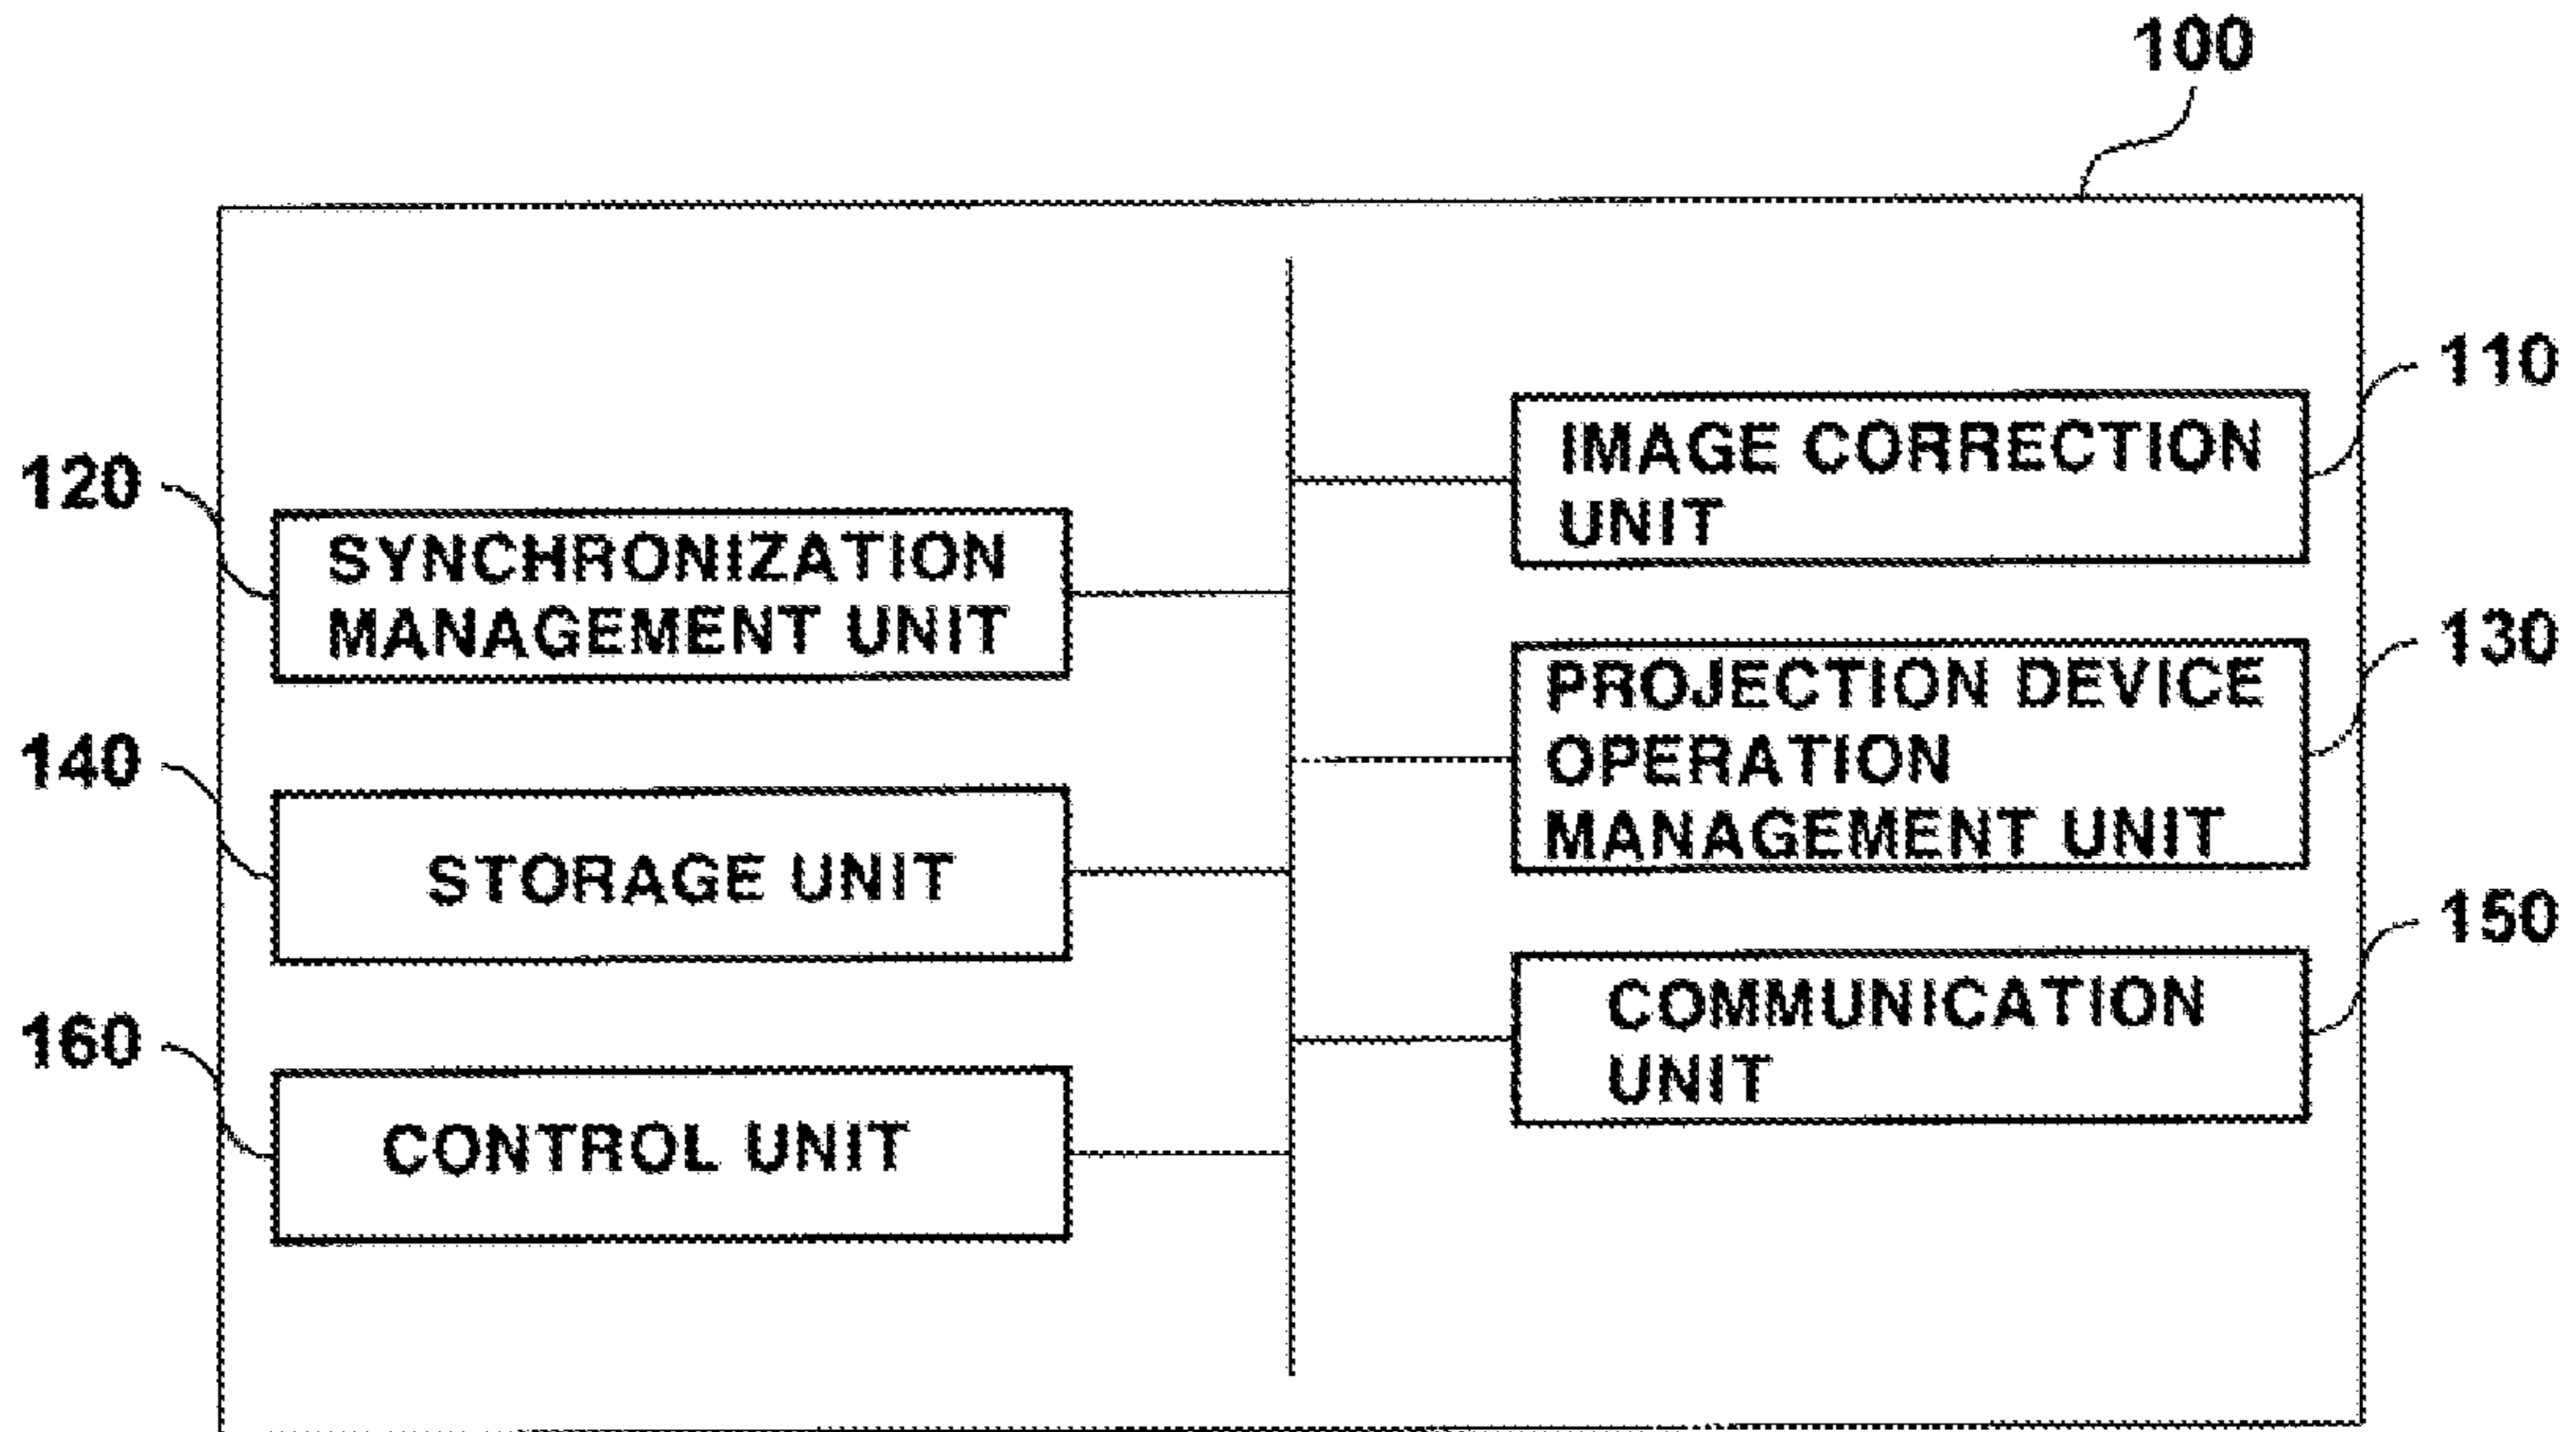 100
110
IMAGE CORRECTION
UNIT
120
SYNCHRONIZATION
MANAGEMENT UNIT
130
PROJECTION DEVICE
OPERATION
MANAGEMENT UNIT
140
STORAGE UNIT
150
COMMUNICATION
UNIT
160
CONTROL UNIT